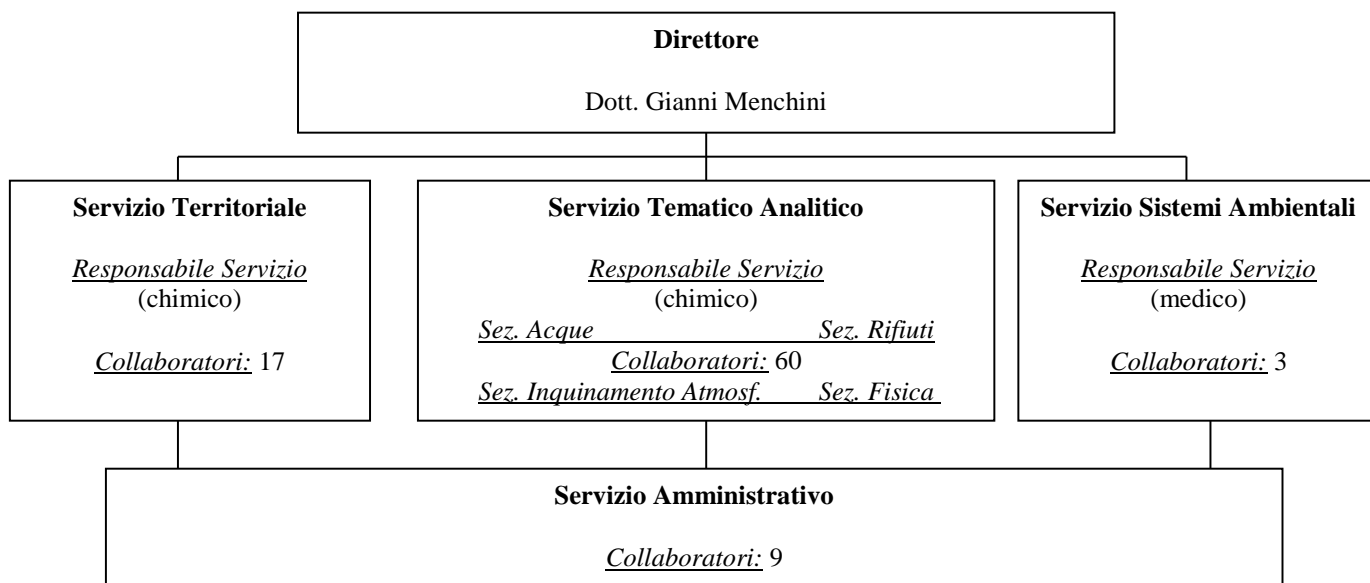 Direttore
Dott. Gianni Menchini
Servizio Territoriale
Responsabile Servizio
(chimico)
Collaboratori: 17
Servizio Tematico Analitico
Responsabile Servizio
(chimico)
Sez. Acque Sez. Rifiuti
Collaboratori: 60
Sez. Inquinamento Atmosf. Sez. Fisica
Servizio Sistemi Ambientali
Responsabile Servizio
(medico)
Collaboratori: 3
Servizio Amministrativo
Collaboratori: 9